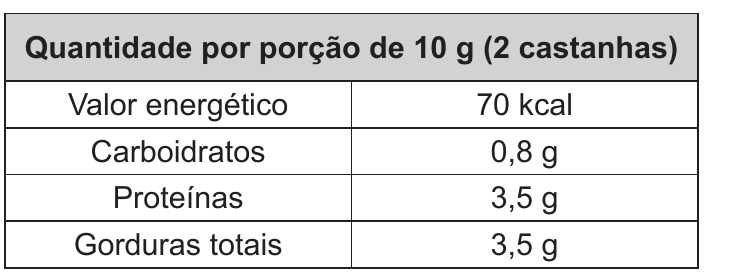 Quantidade por porção de 10 g (2 castanhas)
Valor energético 70 kcal
Carboidratos 0,8 g
Proteínas 3,5 g
Gorduras totais 3,5 g